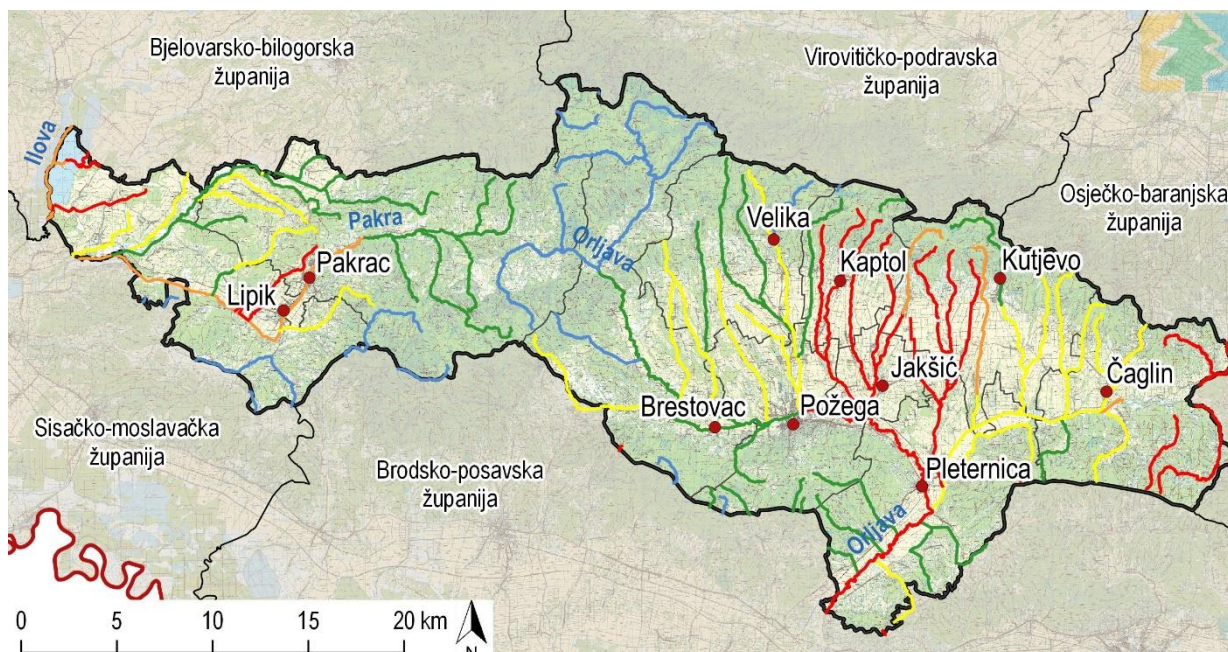 Bjelovarsko-bilogorska
županija
Virovitičko-podravska
županija
Ilova
Osječko-baranjska
županija
Velika
Pakra
Orljava
Kaptol
Kutjevo
Pakrac
Lipik
Jakšić
Čaglin
Brestovac
Požega
Sisačko-moslavačka
županija
Brodsko-posavska
županija
Pleternica
Orljava
0 5 10 15 20 km
N